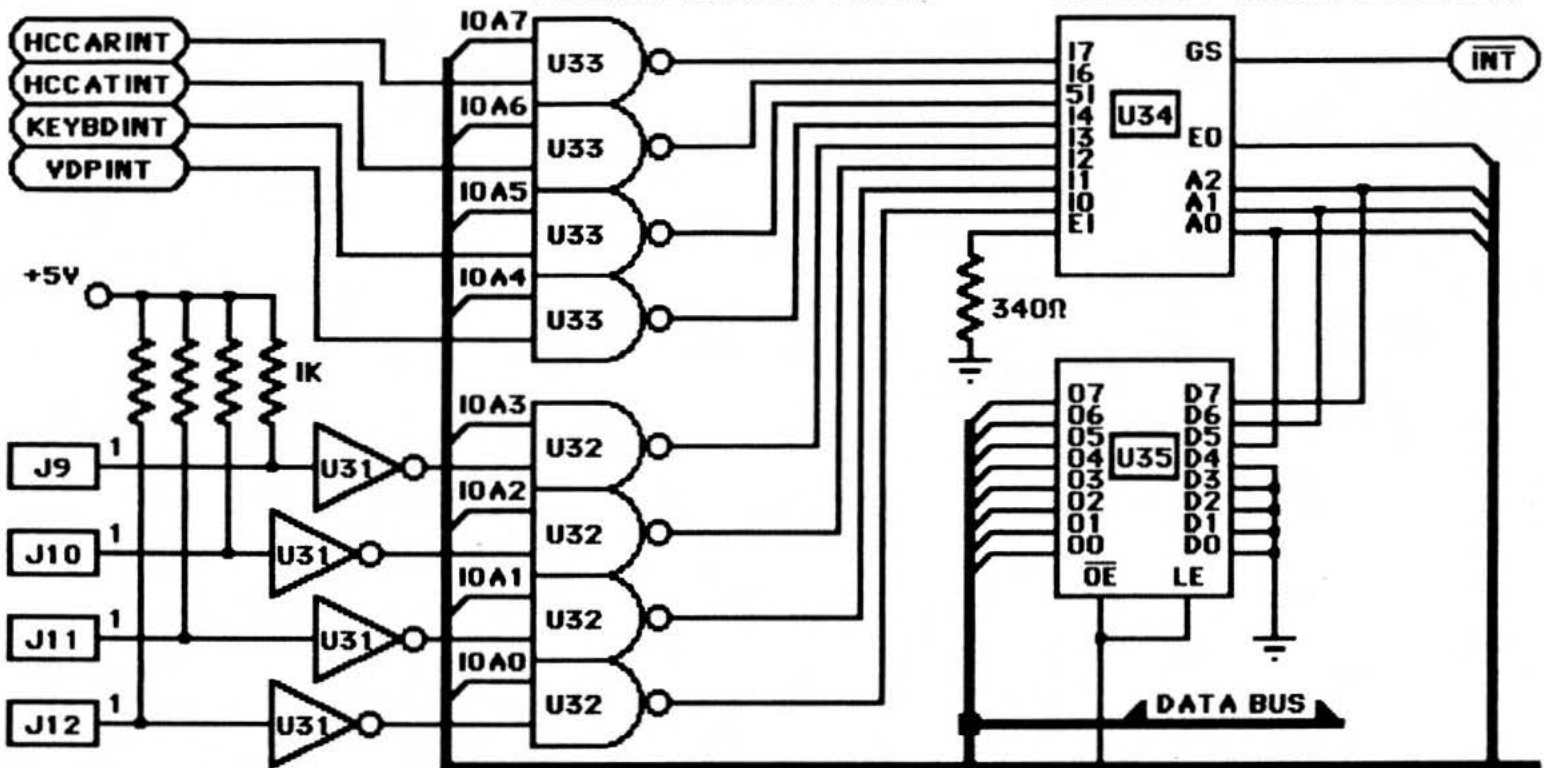 HCCARINT
HCCATINT
KEYBDINT
VDPINT
+5V
1K
J9
1
J10
1
J11
1
J12
1
U31
U31
U31
U31
IOA7
U33
IOA6
U33
IOA5
U33
IOA4
U33
IOA3
U32
IOA2
U32
IOA1
U32
IOA0
U32
I7
I6
5I
I4
I3
I2
I1
I0
EI
U34
GS
EO
A2
A1
A0
INT
340Ω
O7
O6
O5
O4
O3
O2
O1
O0
U35
D7
D6
D5
D4
D3
D2
D1
D0
OE
LE
DATA BUS